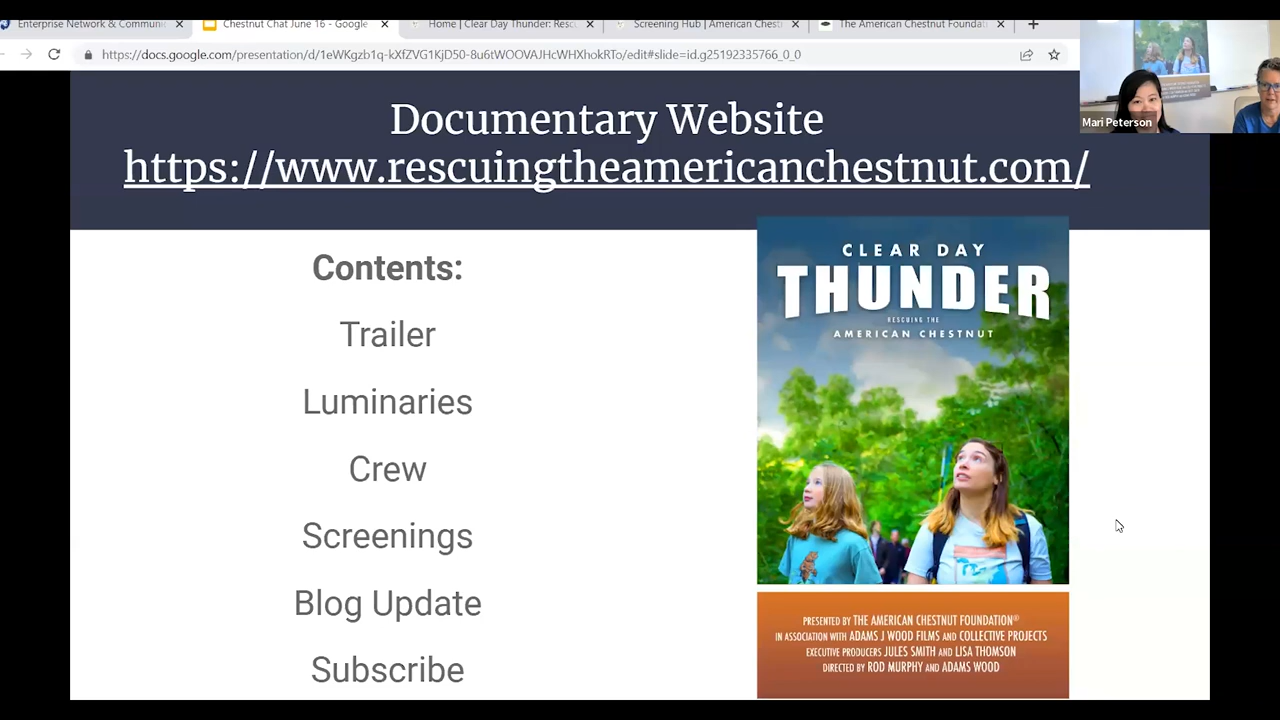 Enterprise Network & Communi
Chestnut Chat June 16 - Google
Home | Clear Day Thunder: Resc
Screening Hub | American Chest
The American Chestnut Foundat
https://docs.google.com/presentation/d/1eWKgzb1q-kXfZVG1KjD50-8u6tWOOVAJHcWHXhokRTo/edit#slide=id.g25192335766_0_0
Mari Peterson
Documentary Website
https://www.rescuingtheamericanchestnut.com/
Contents:
Trailer
Luminaries
Crew
Screenings
Blog Update
Subscribe
CLEAR DAY
THUNDER
RESCUING THE
AMERICAN CHESTNUT
PRESENTED BY THE AMERICAN CHESTNUT FOUNDATION®
IN ASSOCIATION WITH ADAMS J WOOD FILMS AND COLLECTIVE PROJECTS
EXECUTIVE PRODUCERS JULES SMITH AND LISA THOMSON
DIRECTED BY ROD MURPHY AND ADAMS WOOD